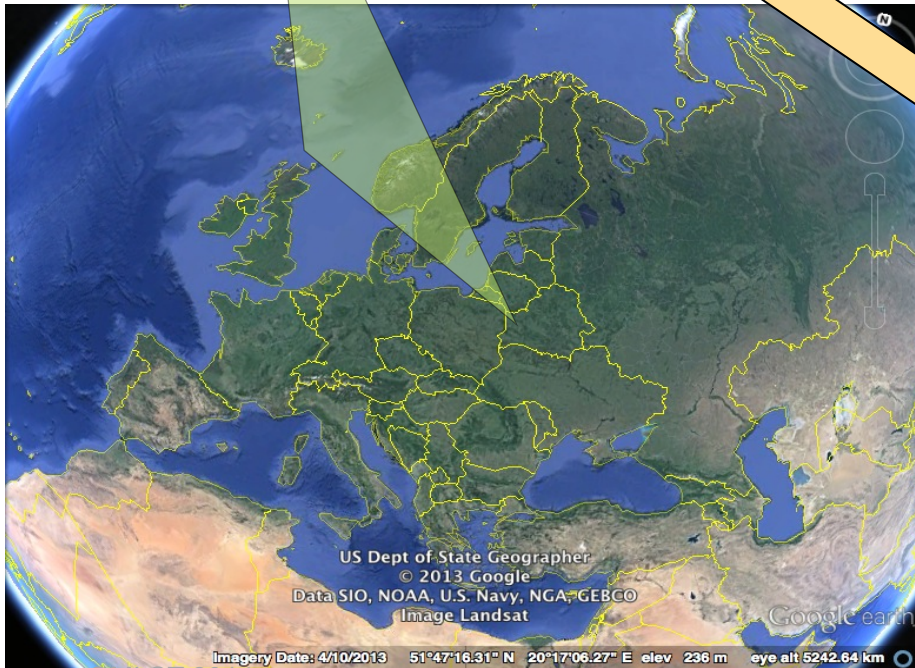 N
US Dept of State Geographer
© 2013 Google
Data SIO, NOAA, U.S. Navy, NGA, GEBCO
Image Landsat
Google earth
Imagery Date: 4/10/2013 51°47'16.31" N 20°17'06.27" E elev 236 m eye alt 5242.64 km